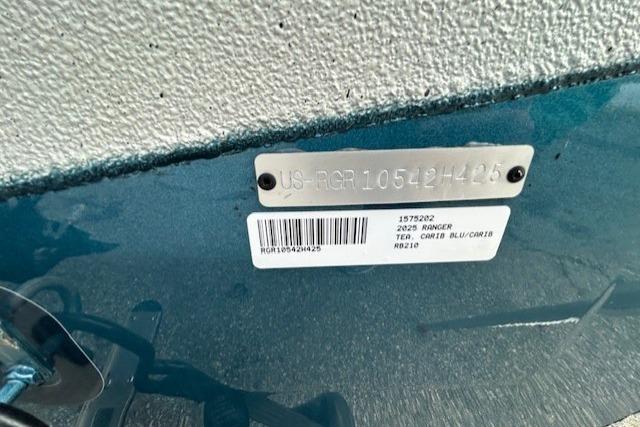 US-RGR10542H425
1575202
2025 RANGER
TEA. CARIB BLU/CARIB
RB210
RGR10542H425